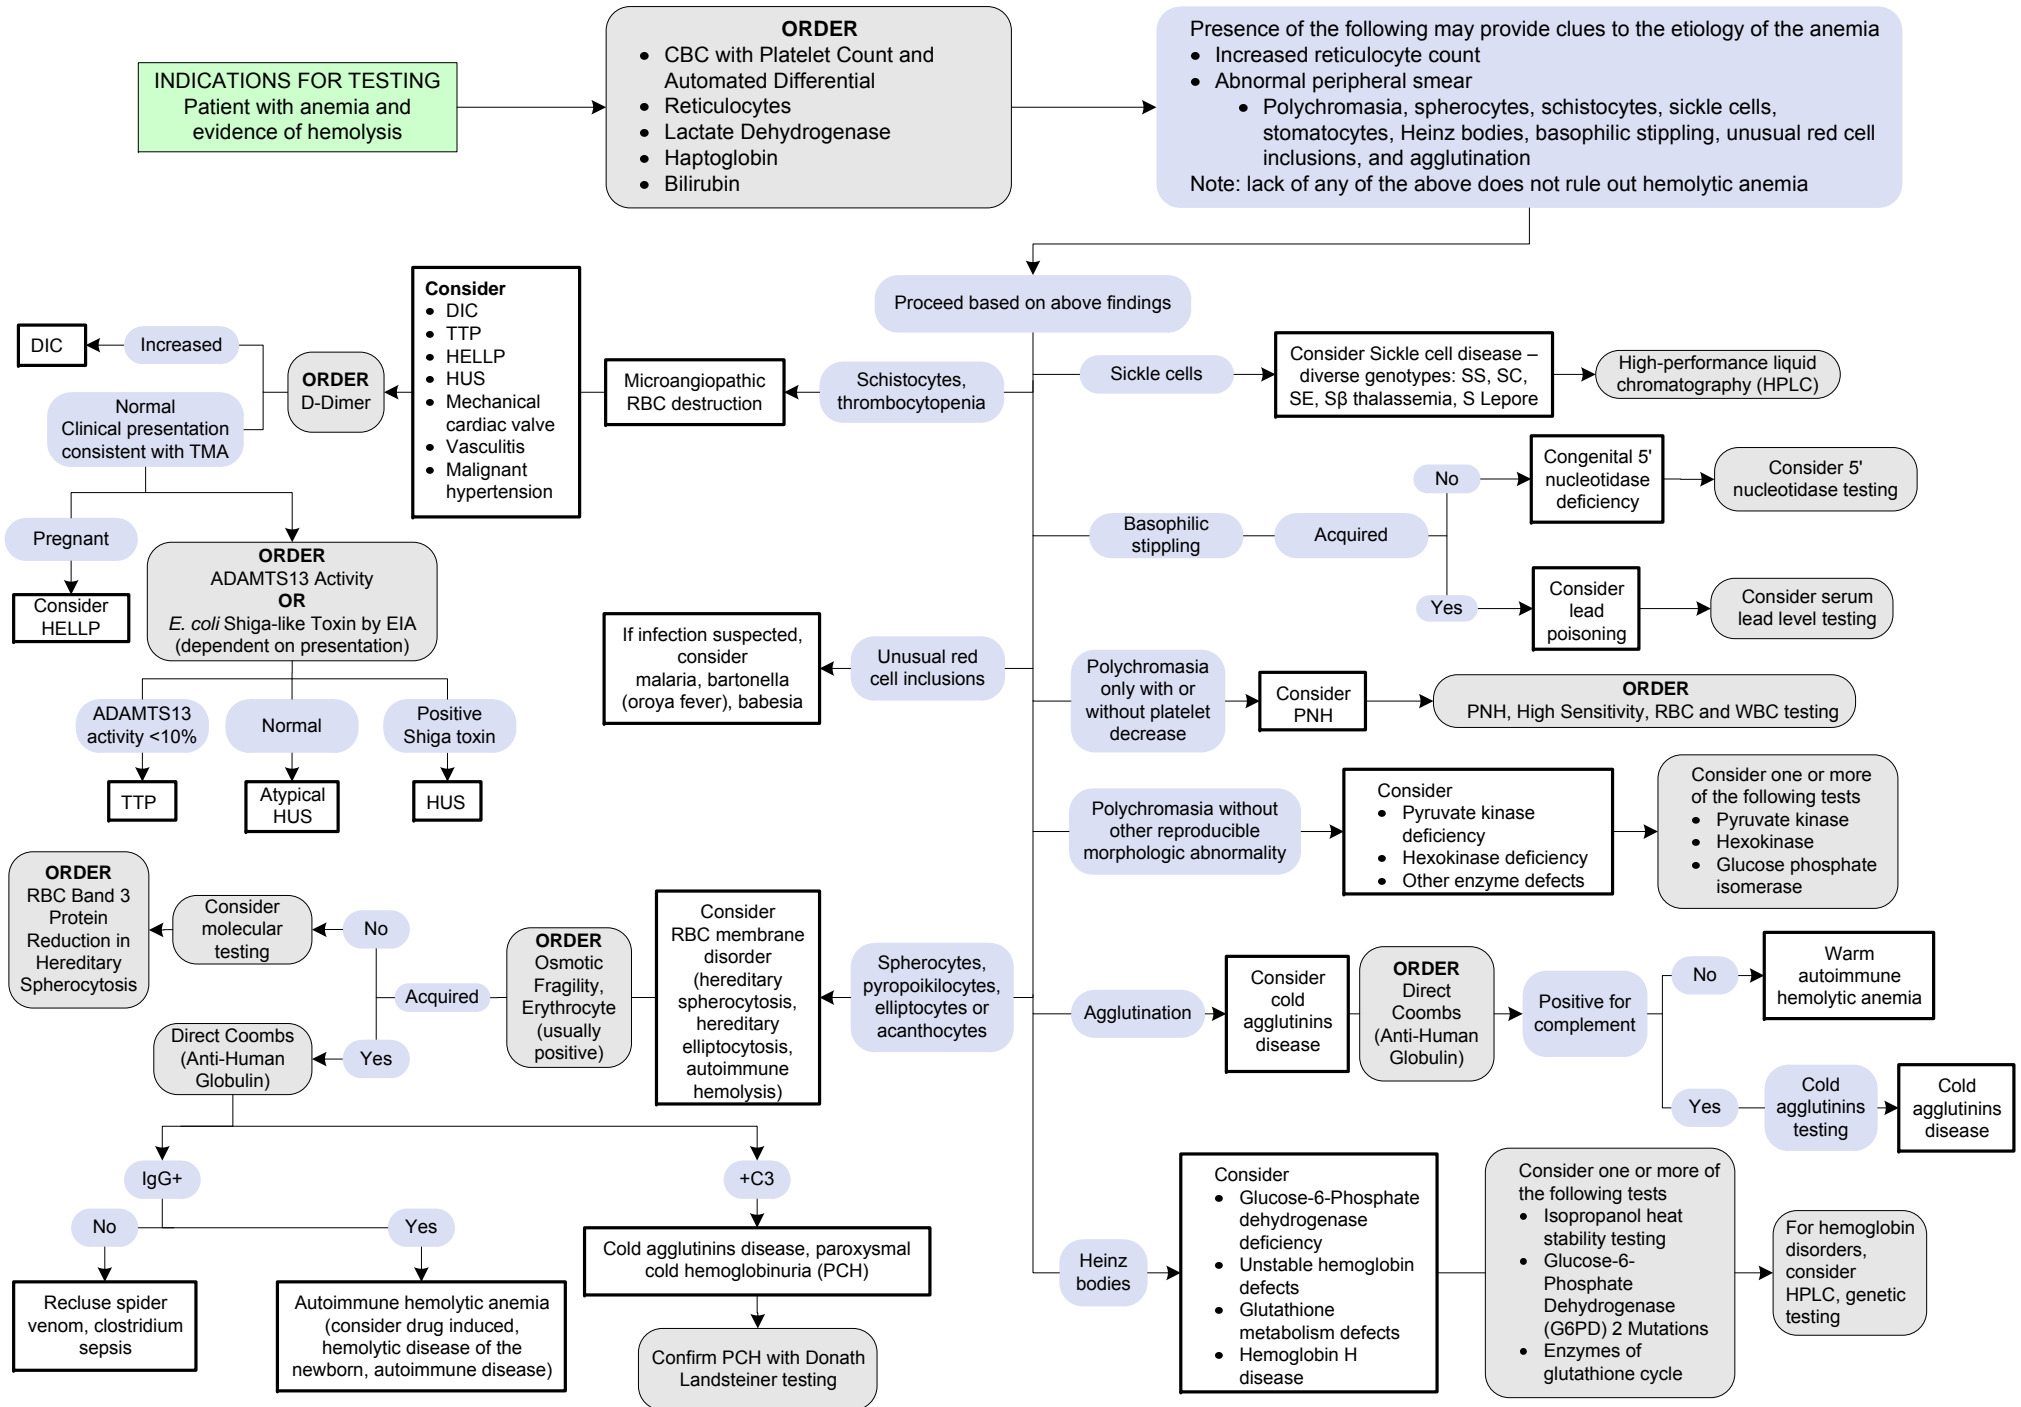 INDICATIONS FOR TESTING
Patient with anemia and
evidence of hemolysis
ORDER
• CBC with Platelet Count and
Automated Differential
• Reticulocytes
• Lactate Dehydrogenase
• Haptoglobin
• Bilirubin
Presence of the following may provide clues to the etiology of the anemia
• Increased reticulocyte count
• Abnormal peripheral smear
• Polychromasia, spherocytes, schistocytes, sickle cells,
stomatocytes, Heinz bodies, basophilic stippling, unusual red cell
inclusions, and agglutination
Note: lack of any of the above does not rule out hemolytic anemia
Proceed based on above findings
Schistocytes,
thrombocytopenia
Microangiopathic
RBC destruction
Consider
• DIC
• TTP
• HELLP
• HUS
• Mechanical
cardiac valve
• Vasculitis
• Malignant
hypertension
ORDER
D-Dimer
Increased
DIC
Normal
Clinical presentation
consistent with TMA
Pregnant
Consider
HELLP
ORDER
ADAMTS13 Activity
OR
E. coli Shiga-like Toxin by EIA
(dependent on presentation)
ADAMTS13
activity <10%
Normal
Positive
Shiga toxin
TTP
Atypical
HUS
HUS
Sickle cells
Consider Sickle cell disease –
diverse genotypes: SS, SC,
SE, Sβ thalassemia, S Lepore
High-performance liquid
chromatography (HPLC)
Basophilic
stippling
Acquired
No
Congenital 5'
nucleotidase
deficiency
Consider 5'
nucleotidase testing
Yes
Consider
lead
poisoning
Consider serum
lead level testing
Unusual red
cell inclusions
If infection suspected,
consider
malaria, bartonella
(oroya fever), babesia
Polychromasia
only with or
without platelet
decrease
Consider
PNH
ORDER
PNH, High Sensitivity, RBC and WBC testing
Polychromasia without
other reproducible
morphologic abnormality
Consider
• Pyruvate kinase
deficiency
• Hexokinase deficiency
• Other enzyme defects
Consider one or more
of the following tests
• Pyruvate kinase
• Hexokinase
• Glucose phosphate
isomerase
Spherocytes,
pyropoikilocytes,
elliptocytes or
acanthocytes
Consider
RBC membrane
disorder
(hereditary
spherocytosis,
hereditary
elliptocytosis,
autoimmune
hemolysis)
ORDER
Osmotic
Fragility,
Erythrocyte
(usually
positive)
Acquired
No
Consider
molecular
testing
ORDER
RBC Band 3
Protein
Reduction in
Hereditary
Spherocytosis
Yes
Direct Coombs
(Anti-Human
Globulin)
IgG+
No
Recluse spider
venom, clostridium
sepsis
Yes
Autoimmune hemolytic anemia
(consider drug induced,
hemolytic disease of the
newborn, autoimmune disease)
+C3
Cold agglutinins disease, paroxysmal
cold hemoglobinuria (PCH)
Confirm PCH with Donath
Landsteiner testing
Agglutination
Consider
cold
agglutinins
disease
ORDER
Direct
Coombs
(Anti-Human
Globulin)
Positive for
complement
No
Warm
autoimmune
hemolytic anemia
Yes
Cold
agglutinins
testing
Cold
agglutinins
disease
Heinz
bodies
Consider
• Glucose-6-Phosphate
dehydrogenase
deficiency
• Unstable hemoglobin
defects
• Glutathione
metabolism defects
• Hemoglobin H
disease
Consider one or more of
the following tests
• Isopropanol heat
stability testing
• Glucose-6-
Phosphate
Dehydrogenase
(G6PD) 2 Mutations
• Enzymes of
glutathione cycle
For hemoglobin
disorders,
consider
HPLC, genetic
testing